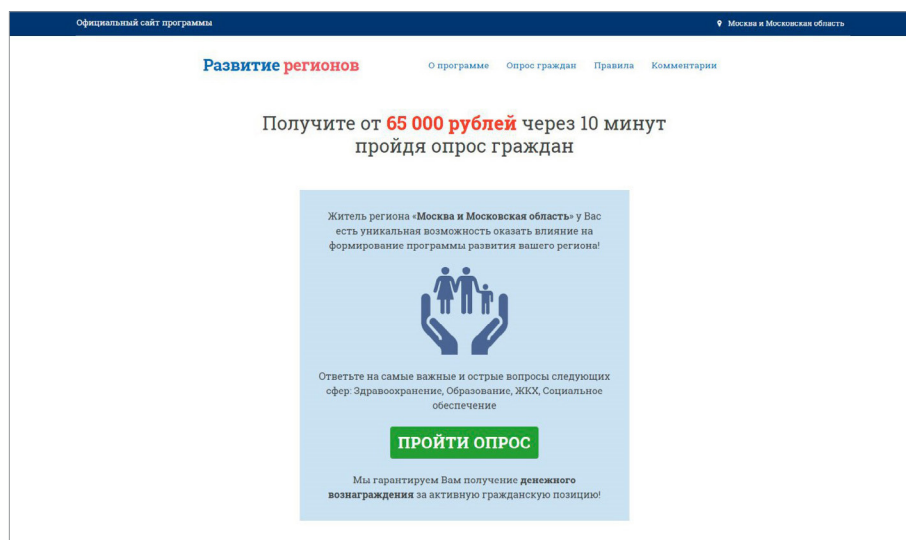 Официальный сайт программы
Москва и Московская область
Развитие регионов
О программе Опрос граждан Правила Комментарии
Получите от 65 000 рублей через 10 минут
пройдя опрос граждан
Житель региона «Москва и Московская область» у Вас
есть уникальная возможность оказать влияние на
формирование программы развития вашего региона!
Ответьте на самые важные и острые вопросы следующих
сфер: Здравоохранение, Образование, ЖКХ, Социальное
обеспечение
ПРОЙТИ ОПРОС
Мы гарантируем Вам получение денежного
вознаграждения за активную гражданскую позицию!